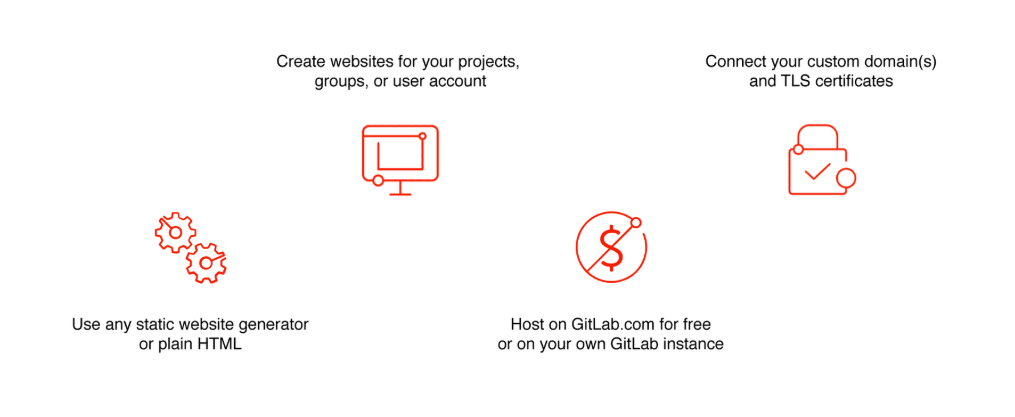 Create websites for your projects,
groups, or user account
Connect your custom domain(s)
and TLS certificates
Use any static website generator
or plain HTML
Host on GitLab.com for free
or on your own GitLab instance